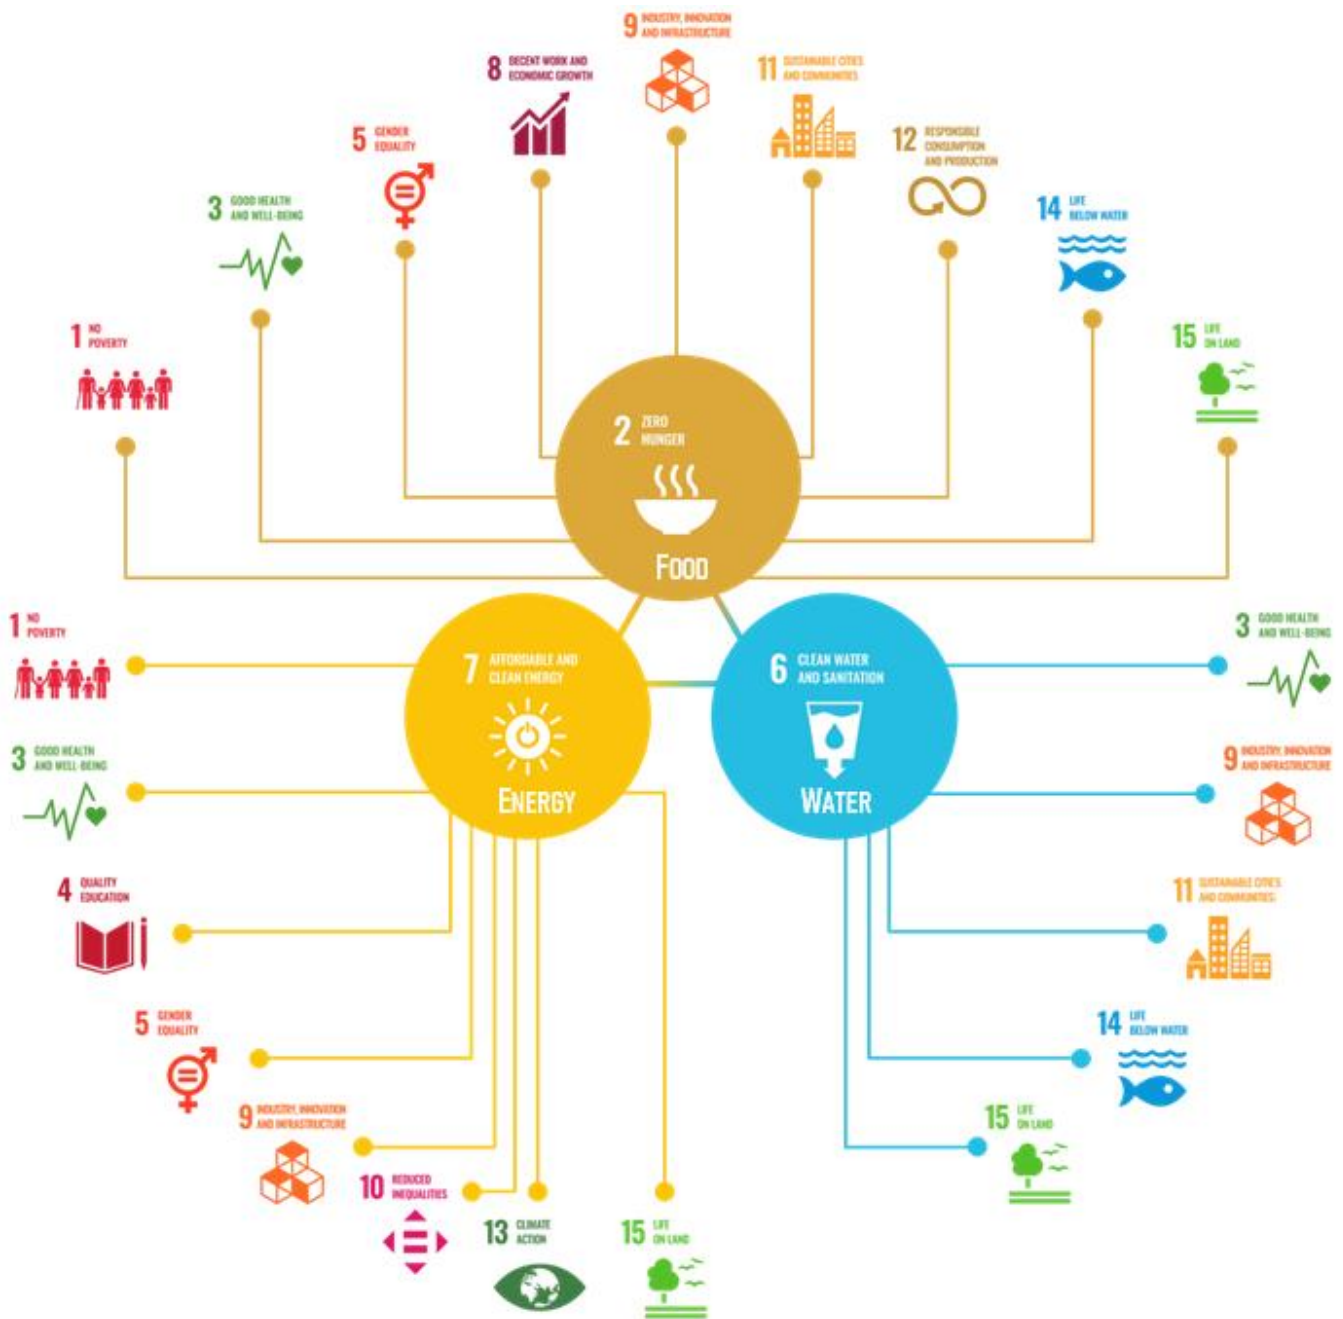 9 INDUSTRY, INNOVATION
AND INFRASTRUCTURE
8 DECENT WORK AND
ECONOMIC GROWTH
11 SUSTAINABLE CITIES
AND COMMUNITIES
5 GENDER
EQUALITY
12 RESPONSIBLE
CONSUMPTION
AND PRODUCTION
3 GOOD HEALTH
AND WELL-BEING
14 LIFE
BELOW WATER
1 NO
POVERTY
15 LIFE
ON LAND
2 ZERO
HUNGER
FOOD
1 NO
POVERTY
7 AFFORDABLE AND
CLEAN ENERGY
ENERGY
6 CLEAN WATER
AND SANITATION
WATER
3 GOOD HEALTH
AND WELL-BEING
3 GOOD HEALTH
AND WELL-BEING
9 INDUSTRY, INNOVATION
AND INFRASTRUCTURE
4 QUALITY
EDUCATION
11 SUSTAINABLE CITIES
AND COMMUNITIES
5 GENDER
EQUALITY
14 LIFE
BELOW WATER
9 INDUSTRY, INNOVATION
AND INFRASTRUCTURE
15 LIFE
ON LAND
10 REDUCED
INEQUALITIES
13 CLIMATE
ACTION
15 LIFE
ON LAND